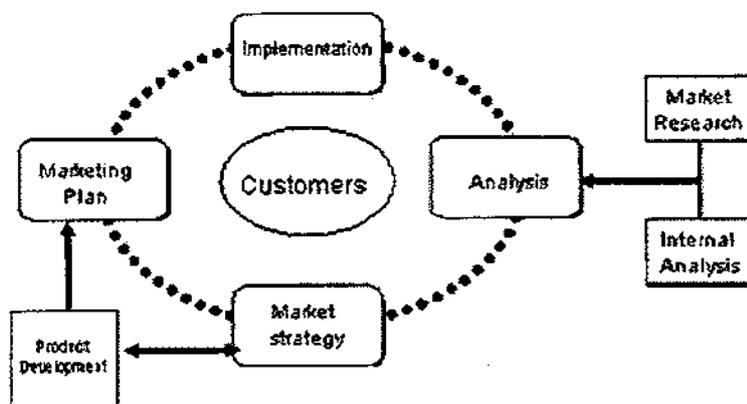 Implementation
Market
Research
Marketing
Plan
Customers
Analysis
Internal
Analysis
Market
strategy
Product
Development